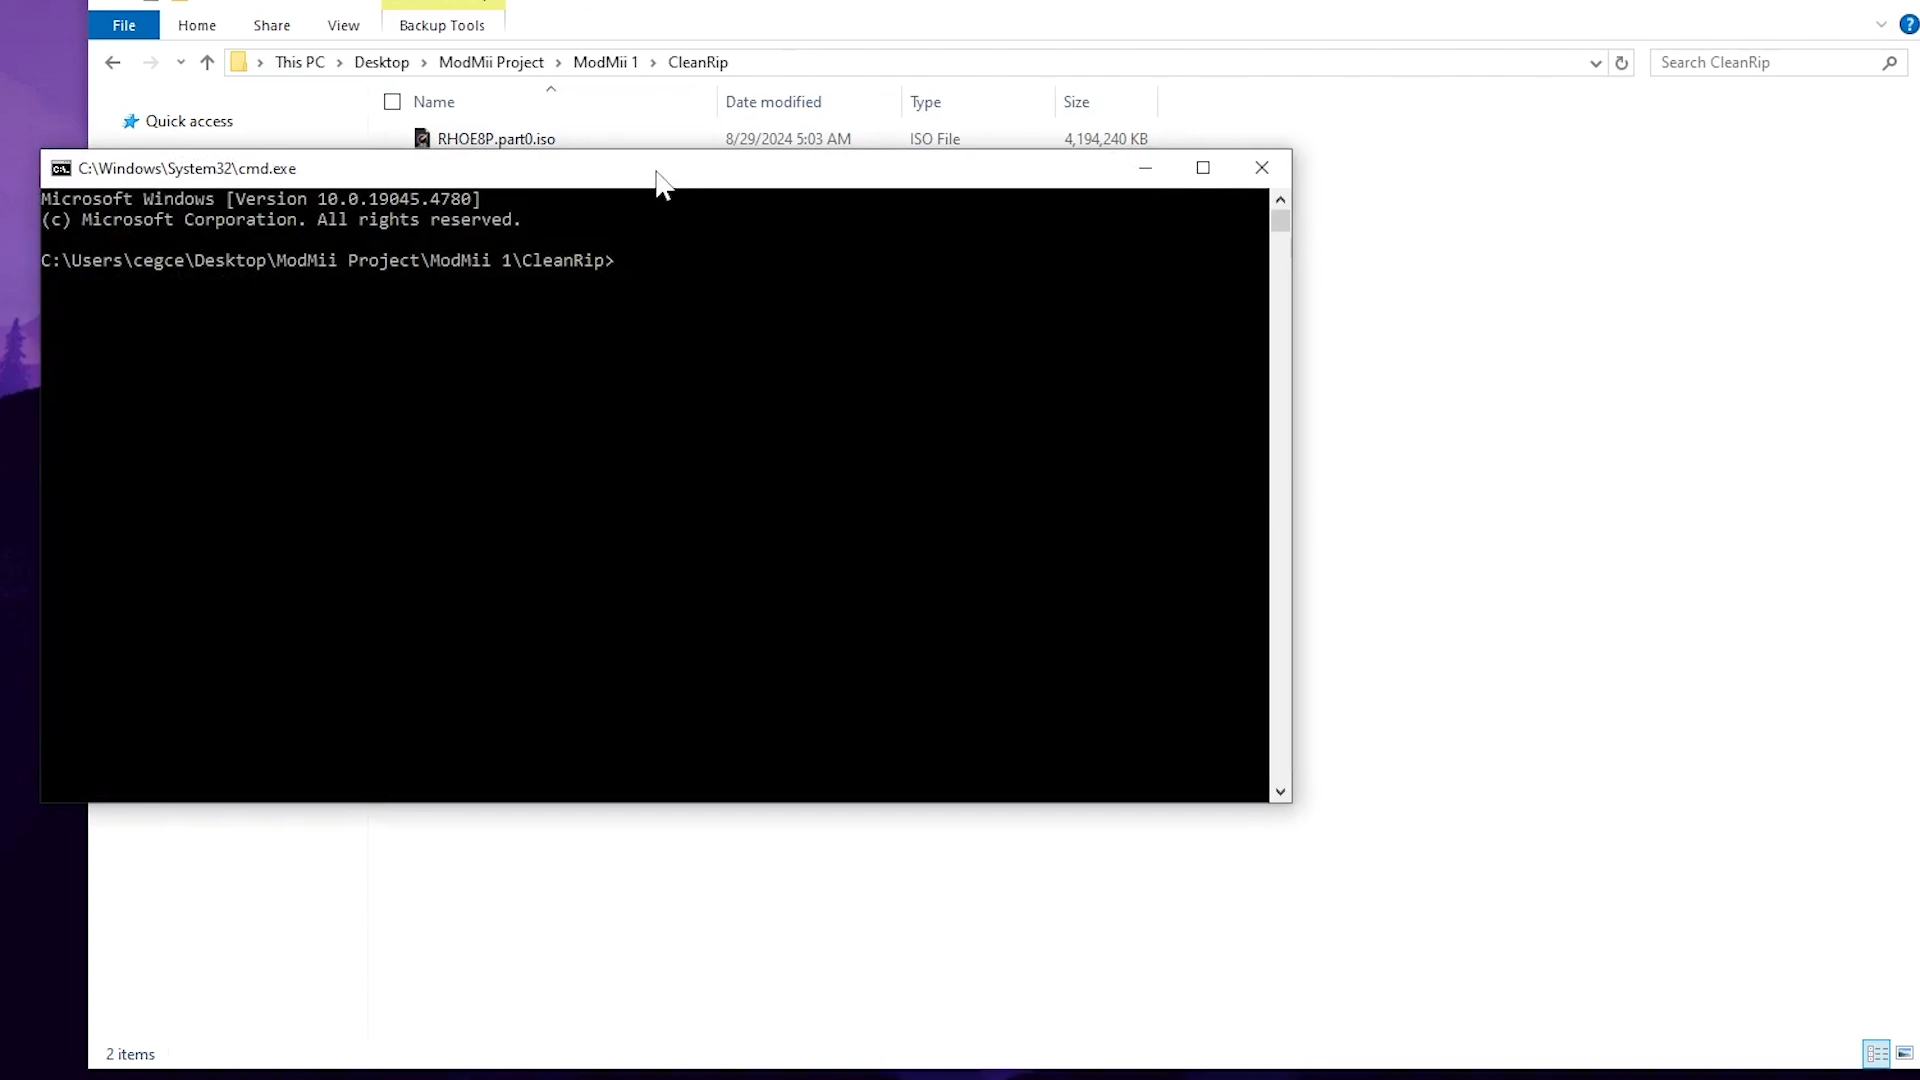 File Home Share View Backup Tools
This PC > Desktop > ModMii Project > ModMii 1 > CleanRip
Search CleanRip
Name Date modified Type Size
Quick access
RHOE8P.part0.iso 8/29/2024 5:03 AM ISO File 4,194,240 KB
C:\Windows\System32\cmd.exe
Microsoft Windows [Version 10.0.19045.4780]
(c) Microsoft Corporation. All rights reserved.
C:\Users\cegce\Desktop\ModMii Project\ModMii 1\CleanRip>
2 items